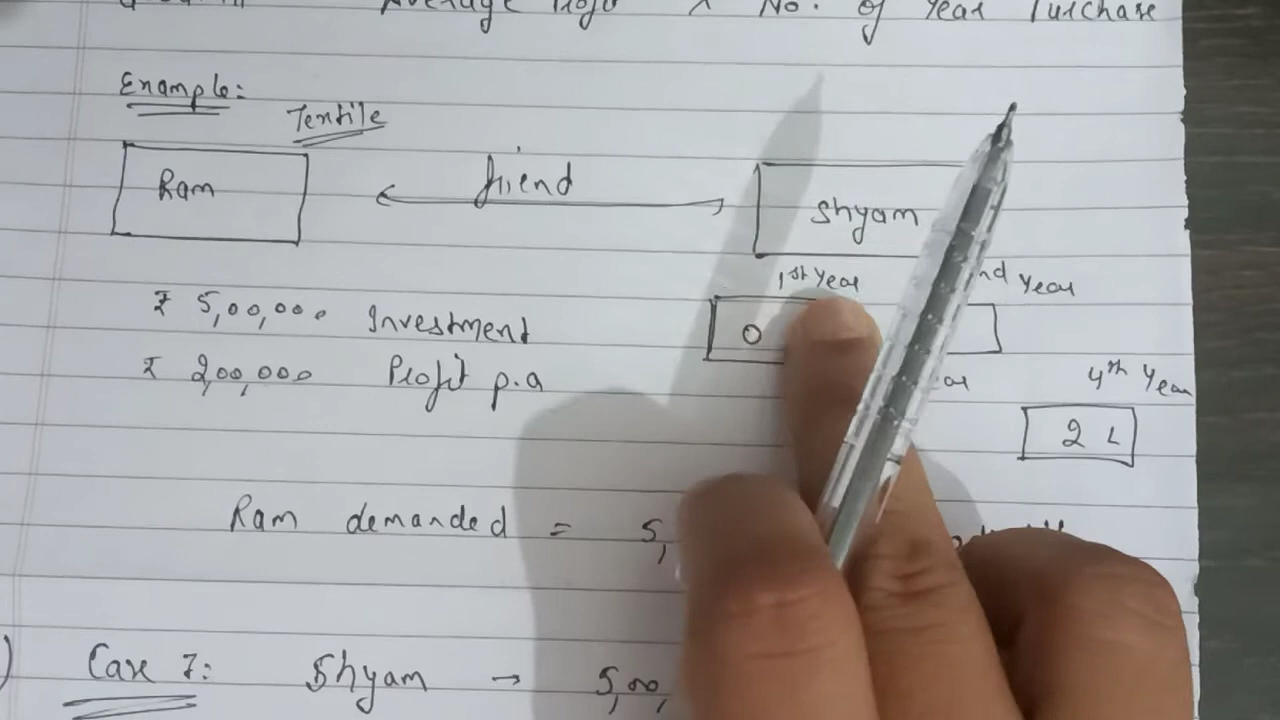 Average Profit × No. of Year Purchase
Example:
Textile
Ram
friend
Shyam
1st Year
nd Year
₹ 5,00,000 Investment
0
₹ 2,00,000 Profit p.a
4th Year
2 L
Ram demanded = 5,
Case 7: Shyam → 5,00,